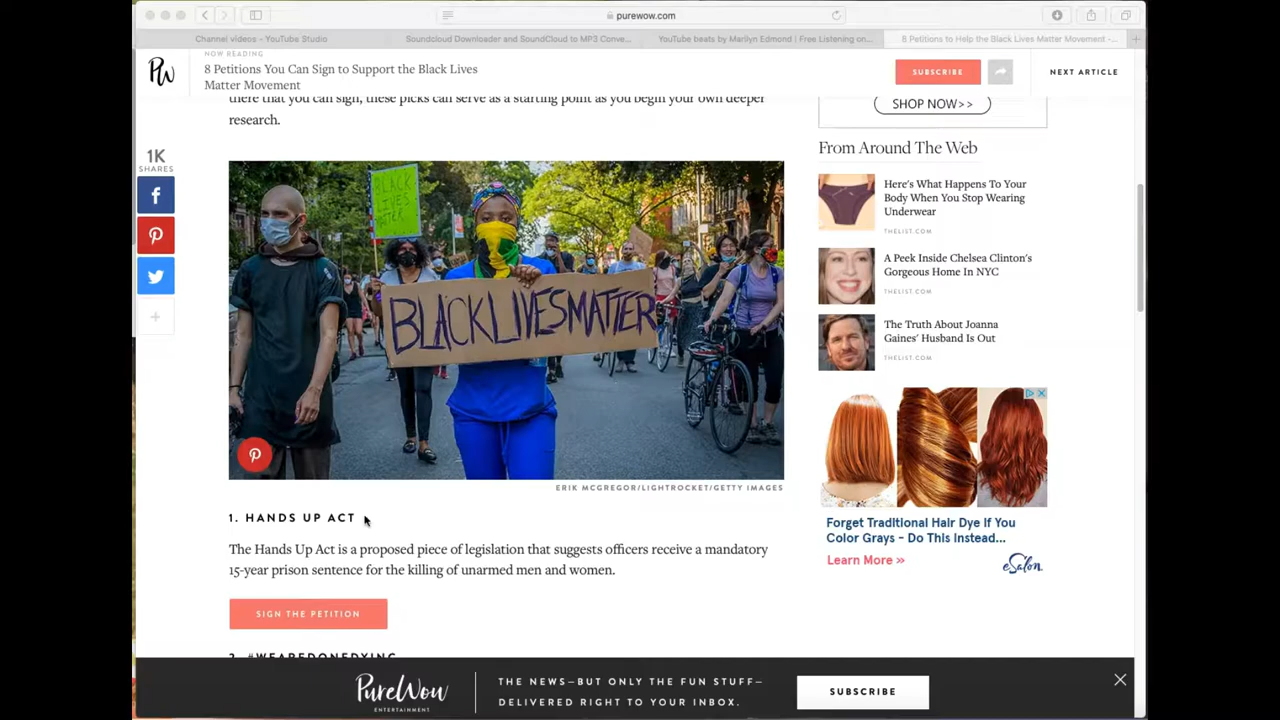 purewow.com
Channel videos - YouTube Studio
Soundcloud Downloader and SoundCloud to MP3 Conve...
YouTube beats by Marilyn Edmond | Free Listening on...
8 Petitions to Help the Black Lives Matter Movement -...
PW
NOW READING
8 Petitions You Can Sign to Support the Black Lives
Matter Movement
SUBSCRIBE
NEXT ARTICLE
there that you can sign, these picks can serve as a starting point as you begin your own deeper
research.
1K
SHARES
BLACK
LIVES
MATTER
BLACKLIVESMATTER
ERIK MCGREGOR/LIGHTROCKET/GETTY IMAGES
1. HANDS UP ACT
The Hands Up Act is a proposed piece of legislation that suggests officers receive a mandatory
15-year prison sentence for the killing of unarmed men and women.
SIGN THE PETITION
2. #WEAREDONEDYING
SHOP NOW>>
From Around The Web
Here's What Happens To Your
Body When You Stop Wearing
Underwear
THELIST.COM
A Peek Inside Chelsea Clinton's
Gorgeous Home In NYC
THELIST.COM
The Truth About Joanna
Gaines' Husband Is Out
THELIST.COM
Forget Traditional Hair Dye If You
Color Grays - Do This Instead...
Learn More »
eSalon.
PureWow
ENTERTAINMENT
THE NEWS—BUT ONLY THE FUN STUFF—
DELIVERED RIGHT TO YOUR INBOX.
SUBSCRIBE